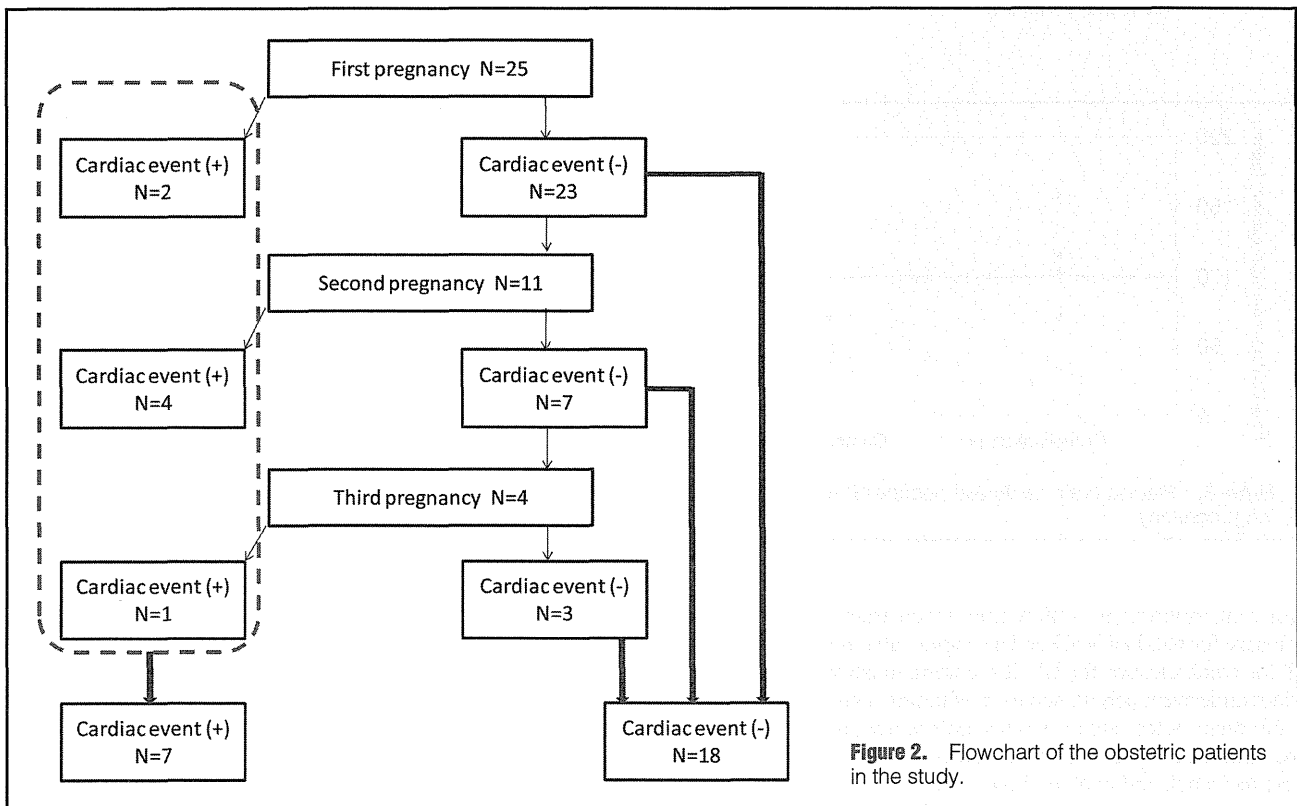 First pregnancy N=25
Cardiac event (+)
N=2
Cardiac event (-)
N=23
Second pregnancy N=11
Cardiac event (+)
N=4
Cardiac event (-)
N=7
Third pregnancy N=4
Cardiac event (+)
N=1
Cardiac event (-)
N=3
Cardiac event (+)
N=7
Cardiac event (-)
N=18
Figure 2. Flowchart of the obstetric patients
in the study.